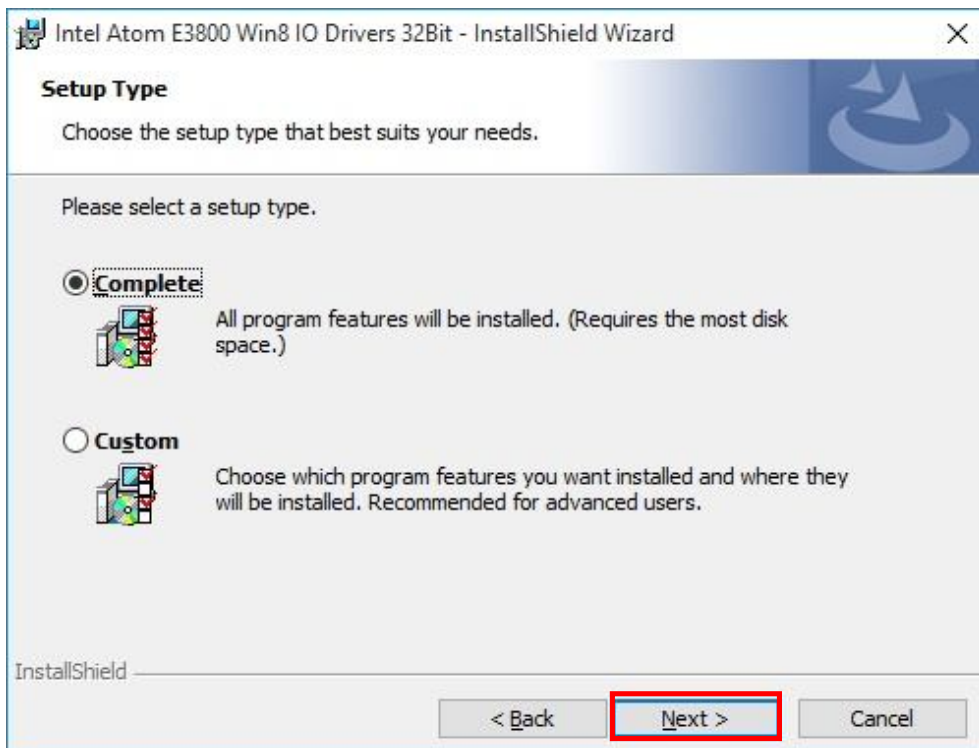 Intel Atom E3800 Win8 IO Drivers 32Bit - InstallShield Wizard
Setup Type
Choose the setup type that best suits your needs.
Please select a setup type.
Complete
All program features will be installed. (Requires the most disk
space.)
Custom
Choose which program features you want installed and where they
will be installed. Recommended for advanced users.
InstallShield
< Back
Next >
Cancel